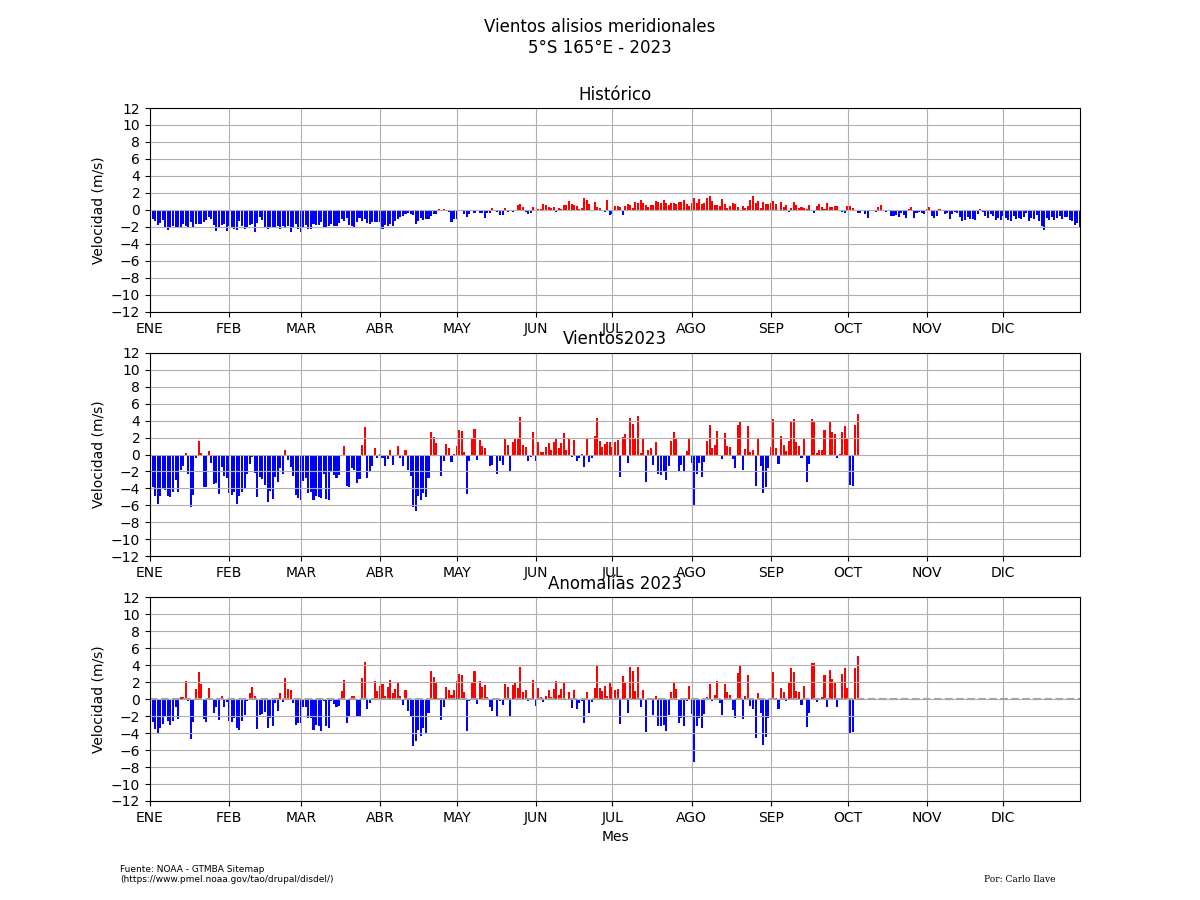 Vientos alisios meridionales
5°S 165°E - 2023
Histórico
12
10
8
6
4
2
0
−2
−4
−6
−8
−10
−12
Velocidad (m/s)
ENE FEB MAR ABR MAY JUN JUL AGO SEP OCT NOV DIC
Vientos2023
12
10
8
6
4
2
0
−2
−4
−6
−8
−10
−12
Velocidad (m/s)
ENE FEB MAR ABR MAY JUN JUL AGO SEP OCT NOV DIC
Anomalías 2023
12
10
8
6
4
2
0
−2
−4
−6
−8
−10
−12
Velocidad (m/s)
ENE FEB MAR ABR MAY JUN JUL AGO SEP OCT NOV DIC
Mes
Fuente: NOAA - GTMBA Sitemap
(https://www.pmel.noaa.gov/tao/drupal/disdel/)
Por: Carlo Ilave